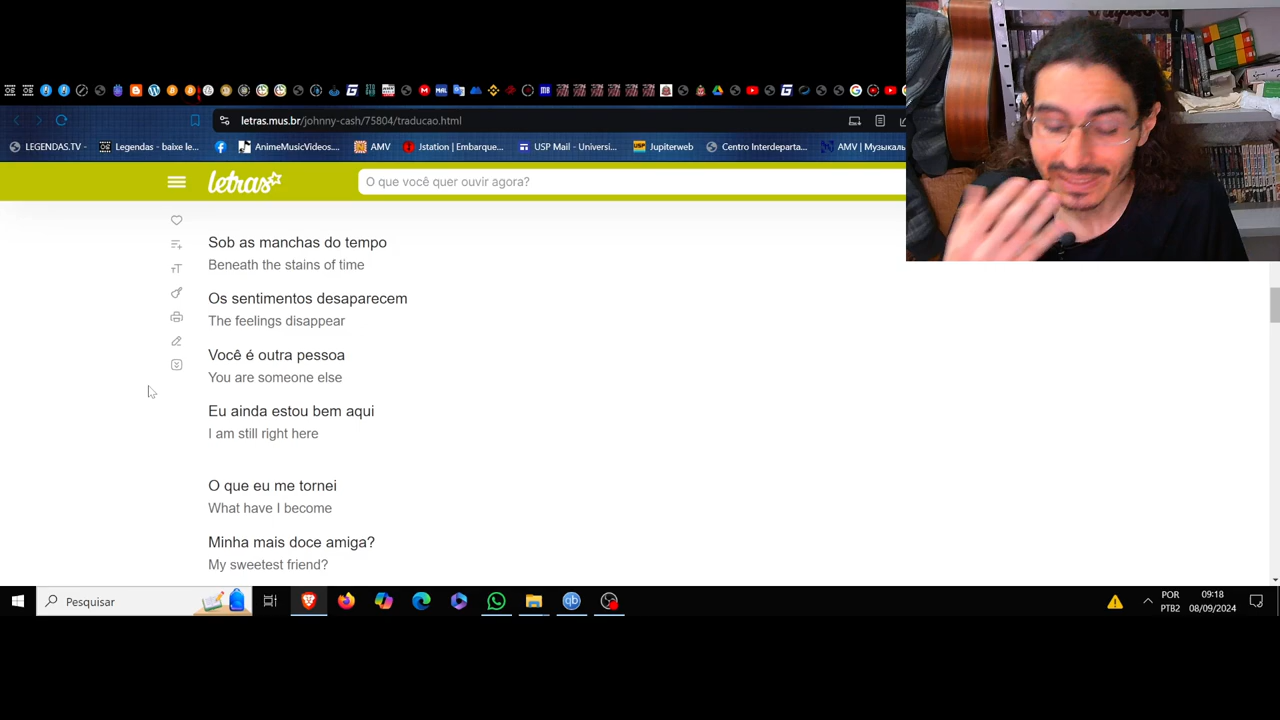 letras.mus.br/johnny-cash/75804/traducao.html
LEGENDAS.TV -
Legendas - baixe le...
AnimeMusicVideos....
AMV
Jstation | Embarque...
USP Mail - Universi...
Jupiterweb
Centro Interdeparta...
AMV | Музыкаль
letras
O que você quer ouvir agora?
Sob as manchas do tempo
Beneath the stains of time
Os sentimentos desaparecem
The feelings disappear
Você é outra pessoa
You are someone else
Eu ainda estou bem aqui
I am still right here
O que eu me tornei
What have I become
Minha mais doce amiga?
My sweetest friend?
Pesquisar
POR
PTB2
09:18
08/09/2024